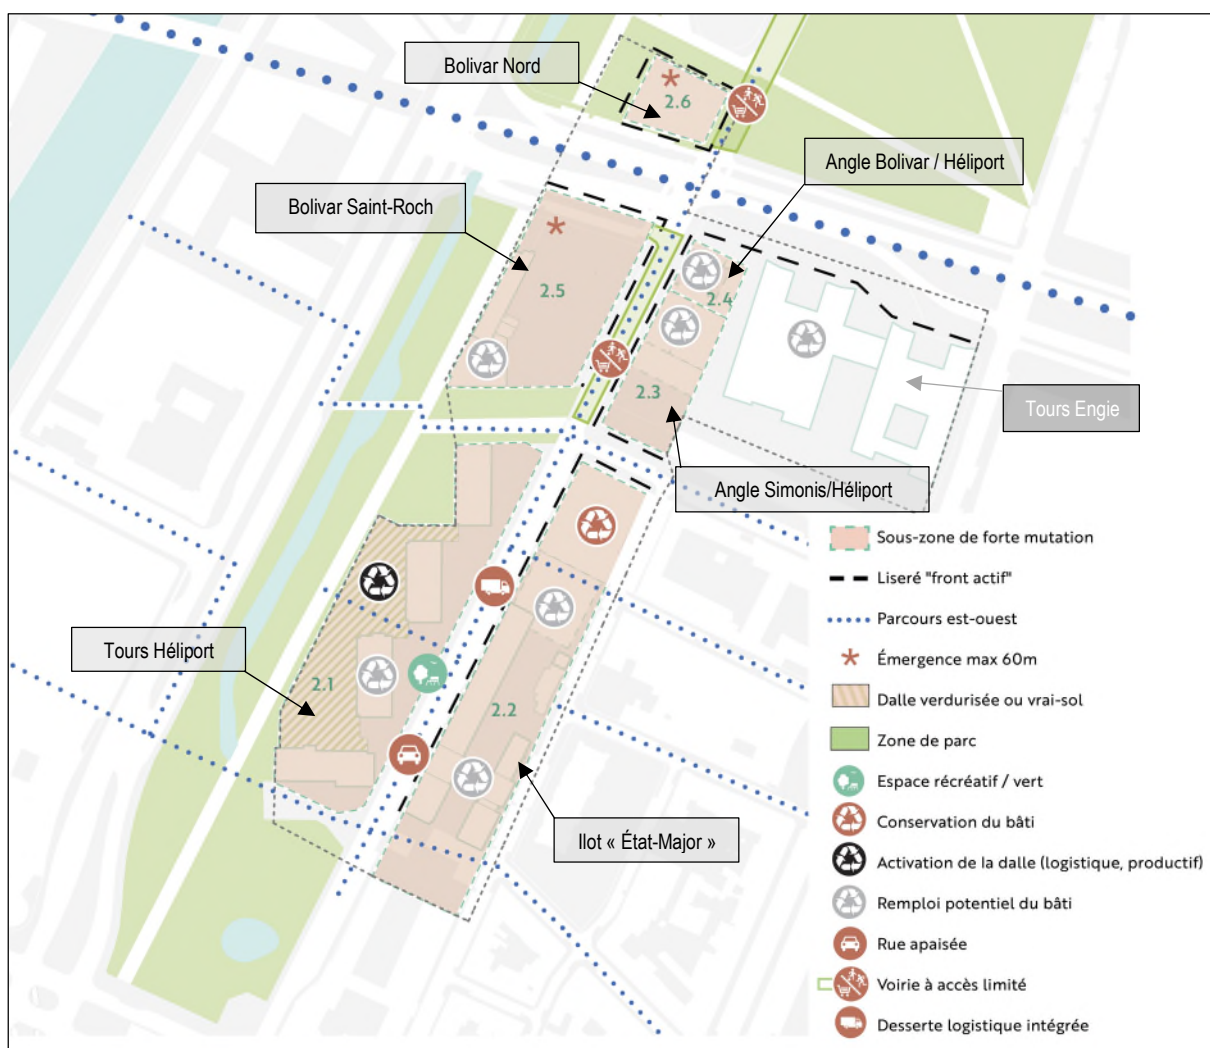 Bolivar Nord
2.6
Angle Bolivar / Héliport
Bolivar Saint-Roch
2.5
2.4
2.3
Tours Engie
Angle Simonis/Héliport
Tours Héliport
2.1
2.2
Ilot « État-Major »
Sous-zone de forte mutation
Liseré "front actif"
Parcours est-ouest
Émergence max 60m
Dalle verdurisée ou vrai-sol
Zone de parc
Espace récréatif / vert
Conservation du bâti
Activation de la dalle (logistique, productif)
Remploi potentiel du bâti
Rue apaisée
Voirie à accès limité
Desserte logistique intégrée